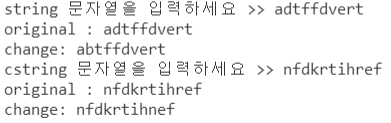 string 문자열을 입력하세요 >> adtffdvert
original : adtffdvert
change: abtffdvert
cstring 문자열을 입력하세요 >> nfdkrtihref
original : nfdkrtihref
change: nfdkrtihnef